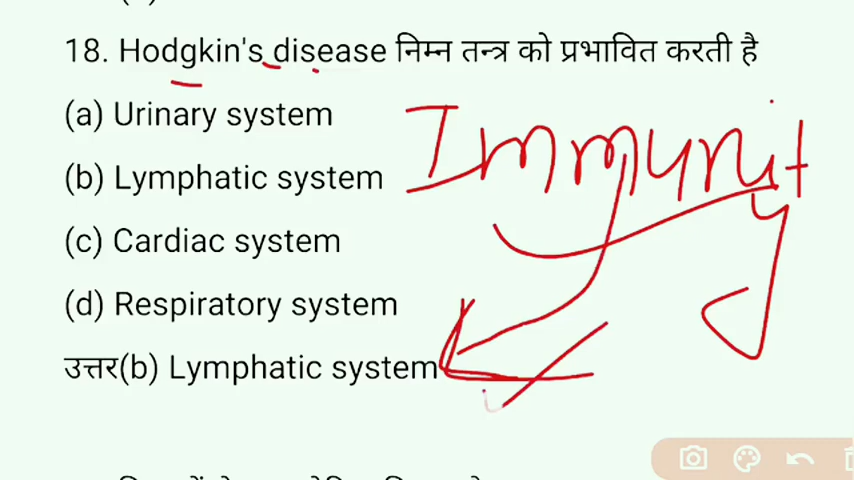 18. Hodgkin's disease निम्न तन्त्र को प्रभावित करती है
(a) Urinary system
Immunity
(b) Lymphatic system
(c) Cardiac system
(d) Respiratory system
उत्तर(b) Lymphatic system